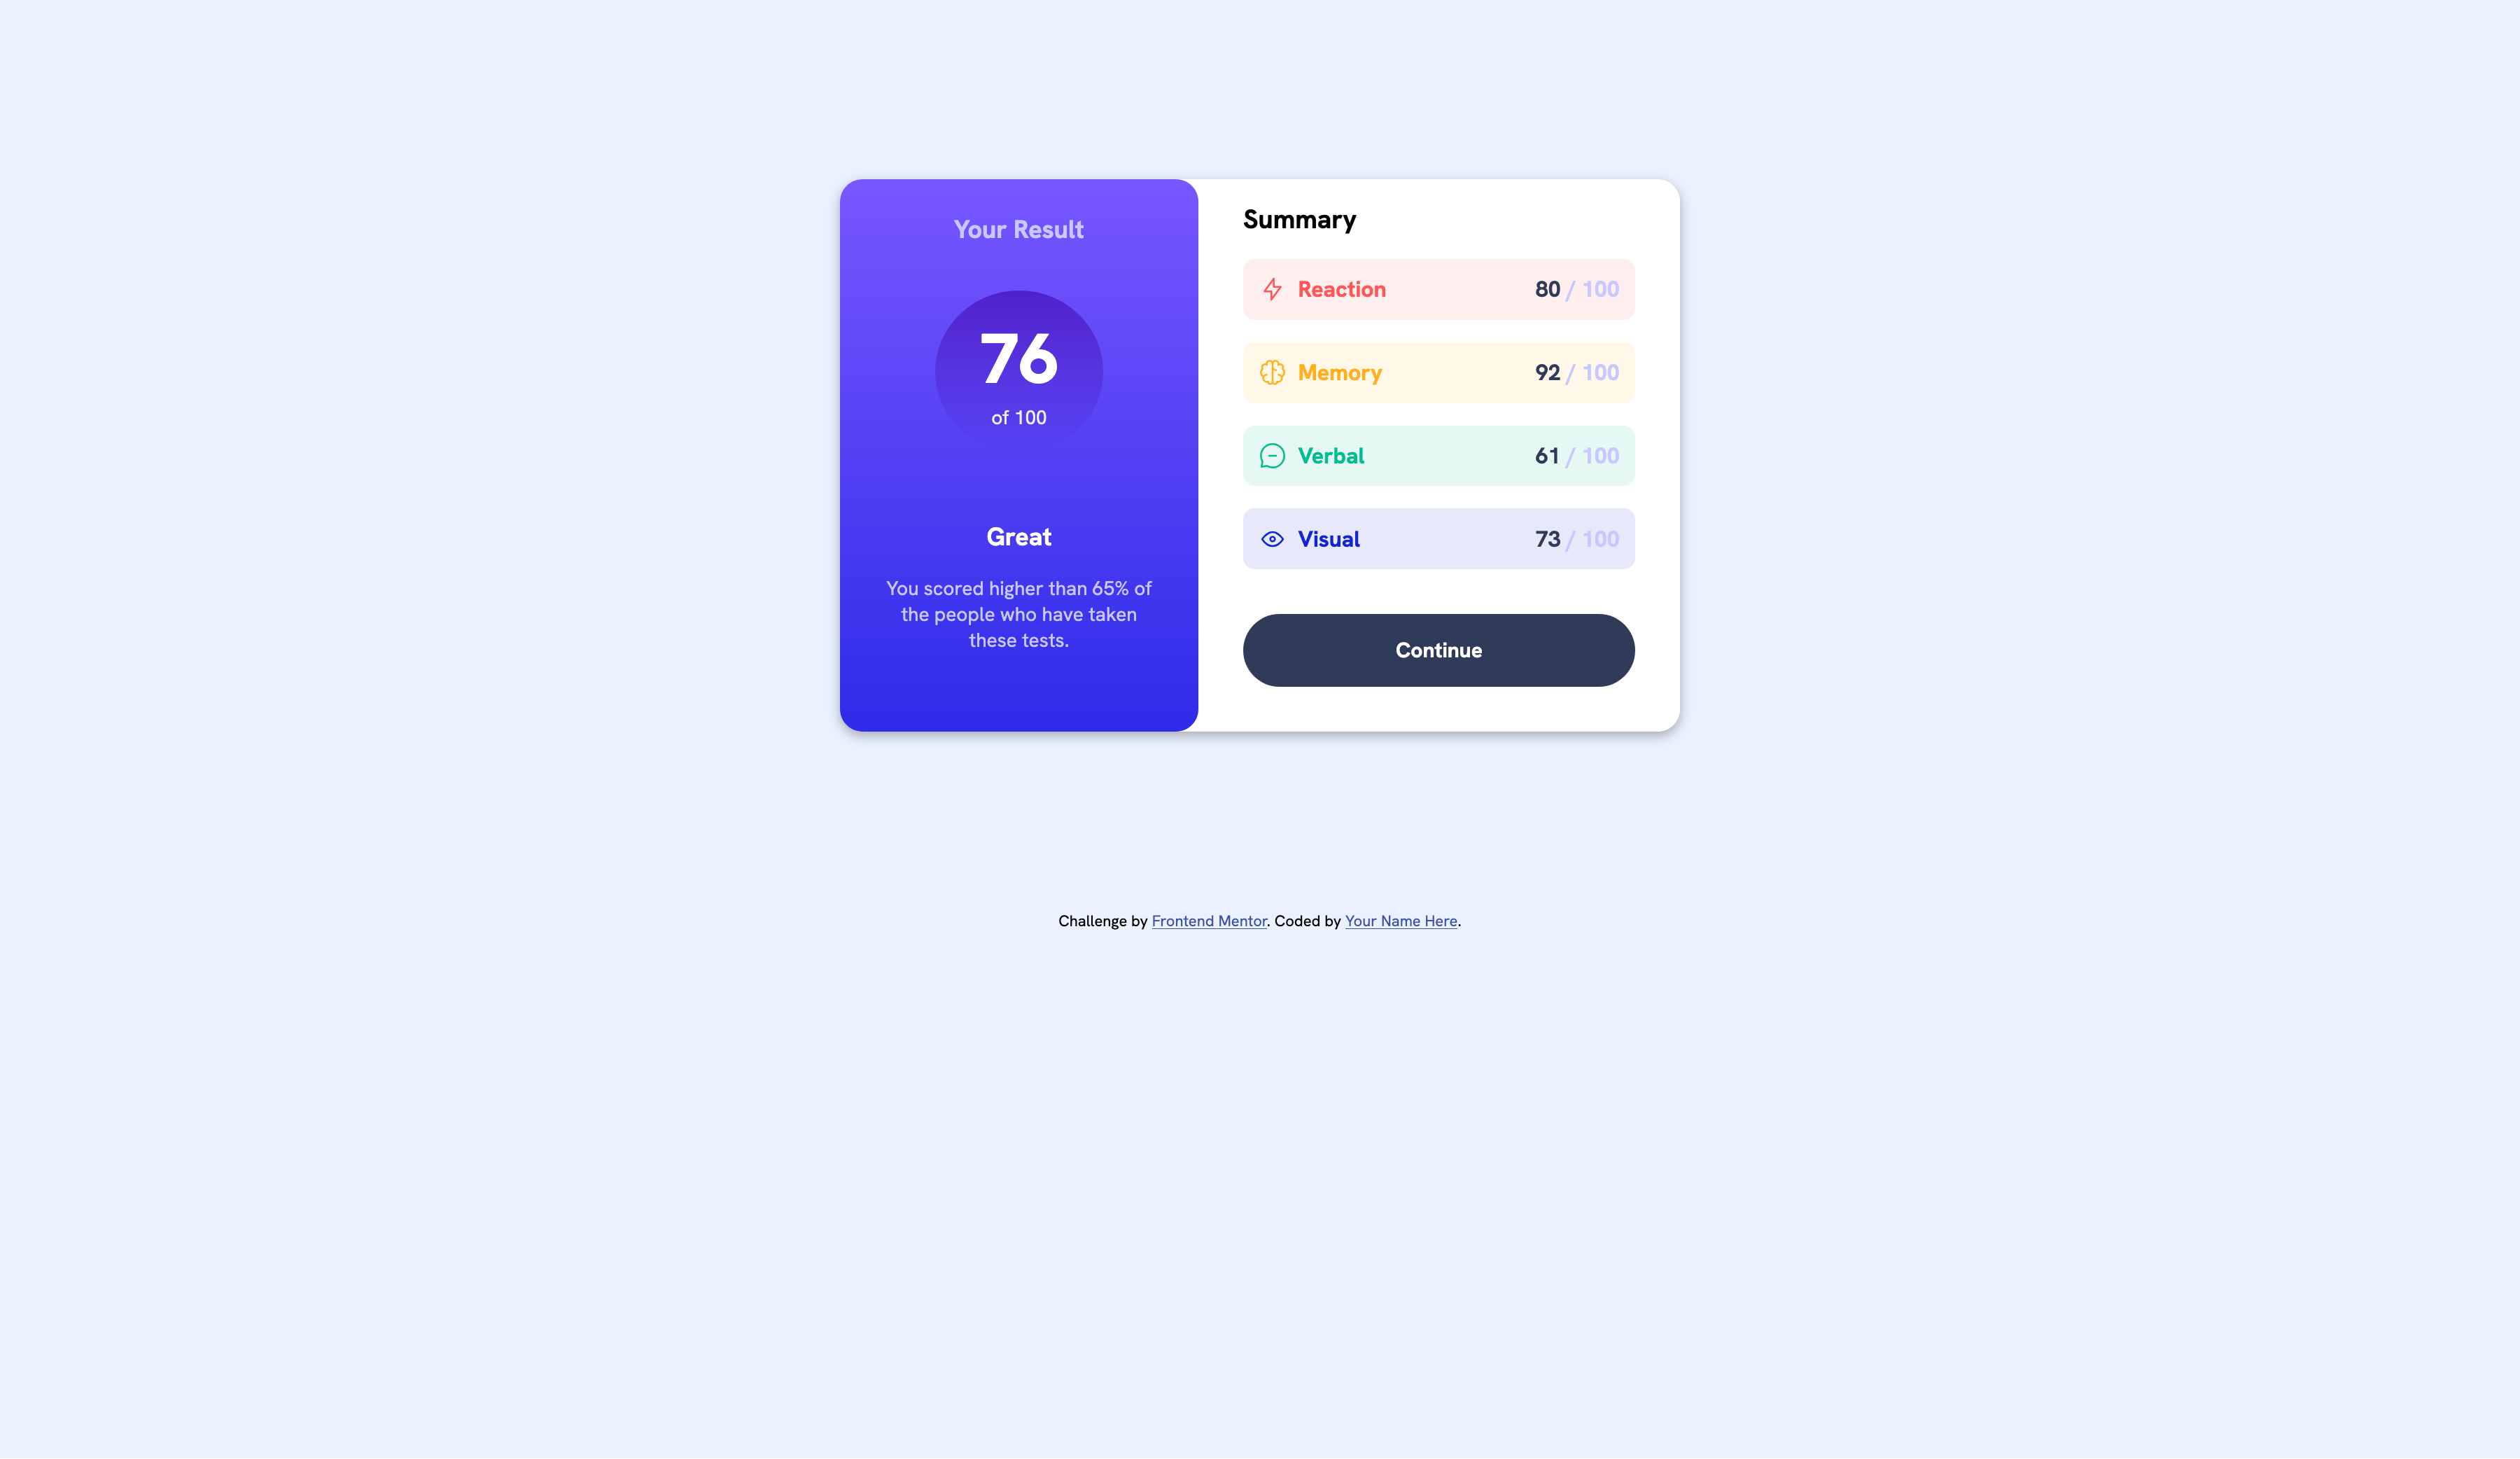 Your Result
76
of 100
Great
You scored higher than 65% of
the people who have taken
these tests.
Summary
Reaction 80 / 100
Memory 92 / 100
Verbal 61 / 100
Visual 73 / 100
Continue
Challenge by Frontend Mentor. Coded by Your Name Here.